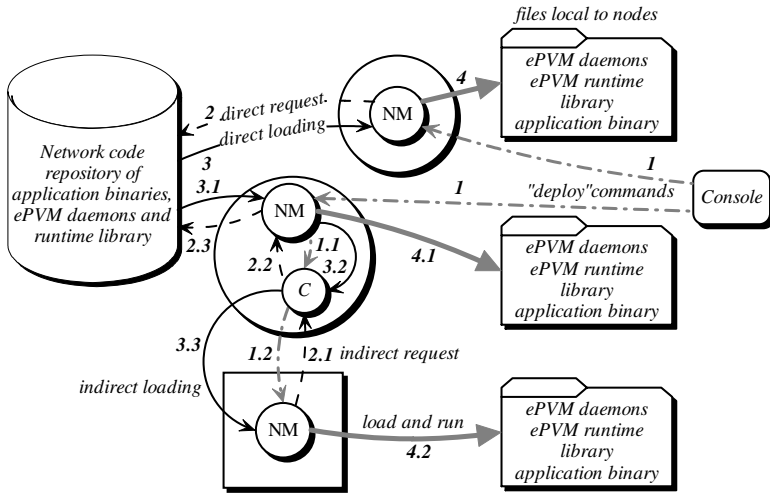 files local to nodes
ePVM daemons
ePVM runtime
library
application binary
4
NM
2 direct request
direct loading
3
Network code
repository of
application binaries,
ePVM daemons and
runtime library
1
"deploy"commands
1
Console
3.1
NM
2.3
1.1
2.2
3.2
4.1
C
ePVM daemons
ePVM runtime
library
application binary
3.3
1.2
2.1 indirect request
indirect loading
NM
load and run
4.2
ePVM daemons
ePVM runtime
library
application binary